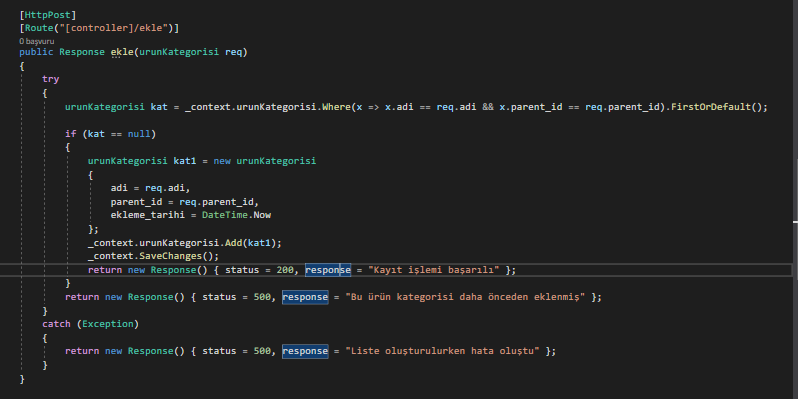 [HttpPost]
[Route("[controller]/ekle")]
0 başvuru
public Response ekle(urunKategorisi req)
{
try
{
urunKategorisi kat = _context.urunKategorisi.Where(x => x.adi == req.adi && x.parent_id == req.parent_id).FirstOrDefault();
if (kat == null)
{
urunKategorisi kat1 = new urunKategorisi
{
adi = req.adi,
parent_id = req.parent_id,
ekleme_tarihi = DateTime.Now
};
_context.urunKategorisi.Add(kat1);
_context.SaveChanges();
return new Response() { status = 200, response = "Kayıt işlemi başarılı" };
}
return new Response() { status = 500, response = "Bu ürün kategorisi daha önceden eklenmiş" };
}
catch (Exception)
{
return new Response() { status = 500, response = "Liste oluşturulurken hata oluştu" };
}
}